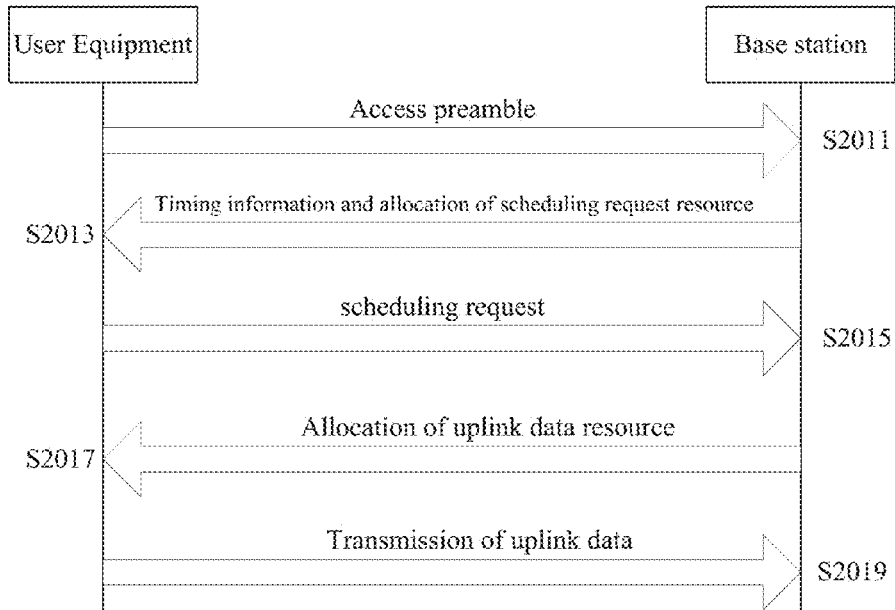 User Equipment
Base station
Access preamble
S2011
Timing information and allocation of scheduling request resource
S2013
scheduling request
S2015
Allocation of uplink data resource
S2017
Transmission of uplink data
S2019